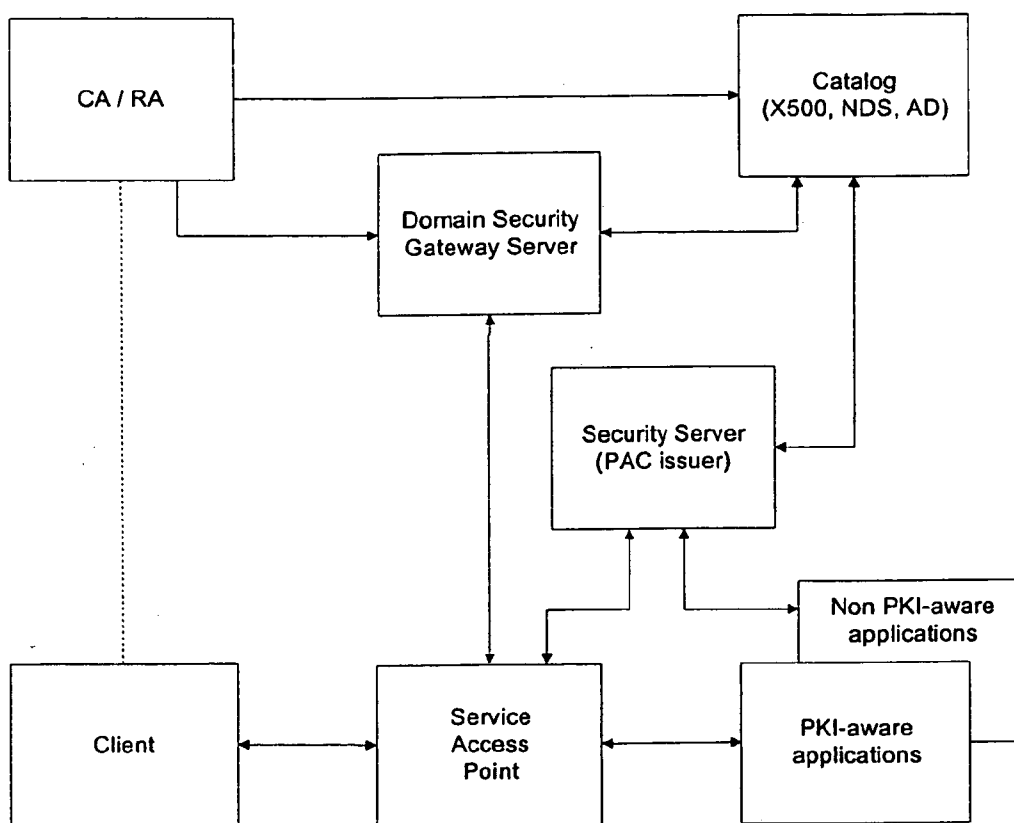 CA / RA
Catalog
(X500, NDS, AD)
Domain Security
Gateway Server
Security Server
(PAC issuer)
Non PKI-aware
applications
Client
Service
Access
Point
PKI-aware
applications